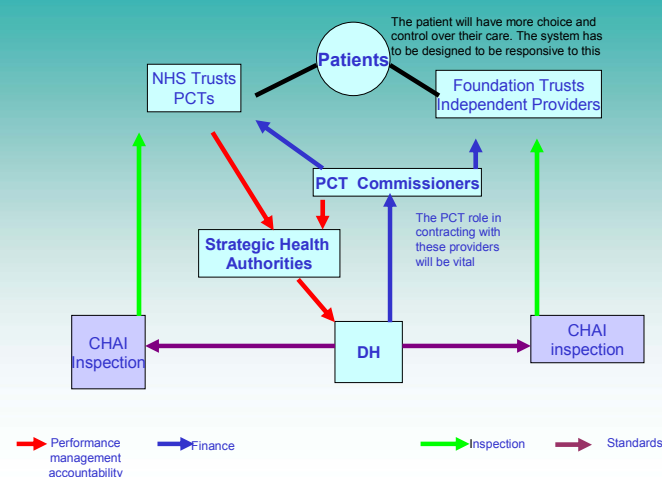 The patient will have more choice and
control over their care. The system has
to be designed to be responsive to this
Patients
NHS Trusts
PCTs
Foundation Trusts
Independent Providers
PCT Commissioners
The PCT role in
contracting with
these providers
will be vital
Strategic Health
Authorities
CHAI
Inspection
DH
CHAI
inspection
Performance
management
accountability
Finance
Inspection
Standards